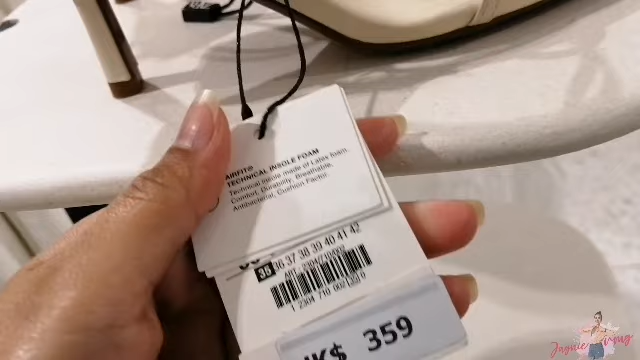 AIRFIT®
TECHNICAL INSOLE FOAM
Technical insole made of Latex foam.
Comfort, Durability, Breathable,
Antibacterial, Cushion Factor.
35 36 37 38 39 40 41 42
HK$ 359